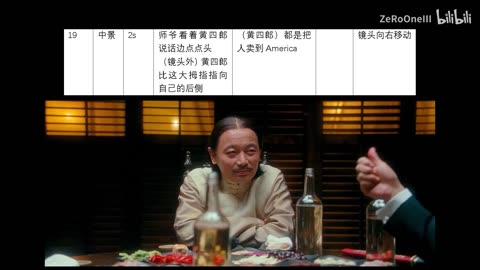 ZeRoOneIII bilibili
19 中景 2s 师爷看着黄四郎 （黄四郎）都是把 镜头向右移动
说话边点点头 人卖到 America
（镜头外）黄四郎
比这大拇指指向
自己的后侧